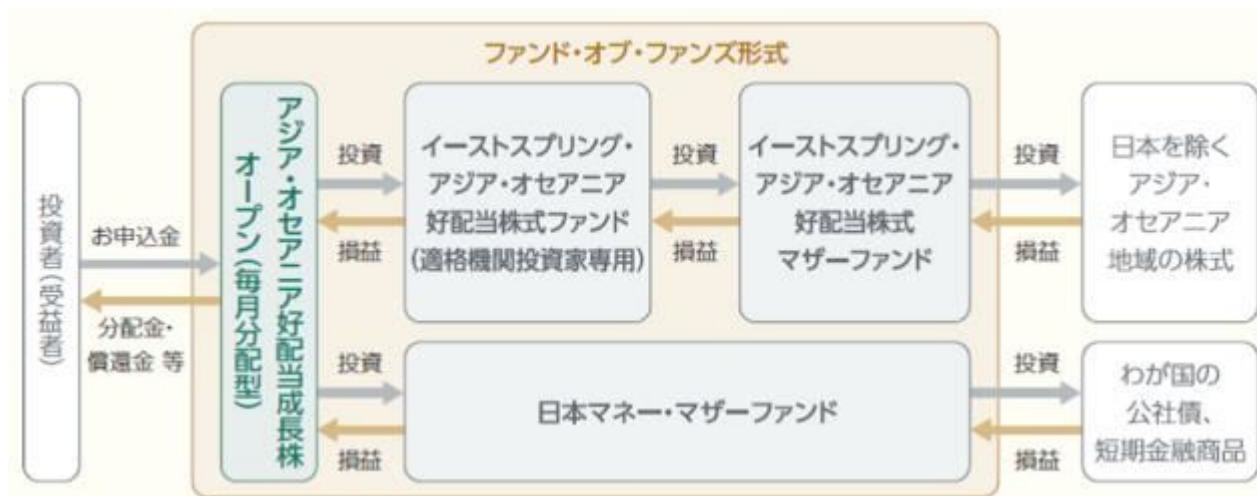 ファンド・オブ・ファンズ形式
投資者(受益者)
お申込金
分配金・
償還金 等
アジア・オセアニア好配当成長株
オープン(毎月分配型)
投資
損益
イーストスプリング・
アジア・オセアニア
好配当株式ファンド
(適格機関投資家専用)
投資
損益
イーストスプリング・
アジア・オセアニア
好配当株式
マザーファンド
投資
損益
日本を除く
アジア・
オセアニア
地域の株式
投資
損益
日本マネー・マザーファンド
投資
損益
わが国の
公社債、
短期金融商品